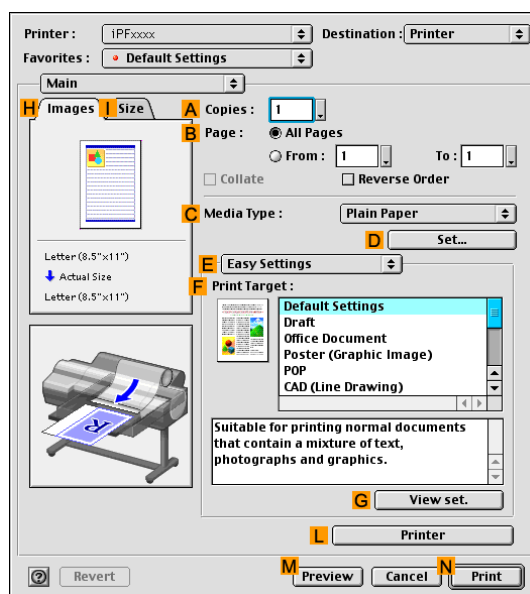 Printer : iPFxxxx Destination : Printer
Favorites : Default Settings
Main
H Images I Size
A Copies : 1
B Page : All Pages
From : 1 To : 1
Collate Reverse Order
C Media Type : Plain Paper
D Set...
Letter (8.5"x11")
Actual Size
Letter (8.5"x11")
E Easy Settings
F Print Target :
Default Settings
Draft
Office Document
Poster (Graphic Image)
POP
CAD (Line Drawing)
R
Suitable for printing normal documents
that contain a mixture of text,
photographs and graphics.
G View set.
L Printer
? Revert M Preview Cancel N Print